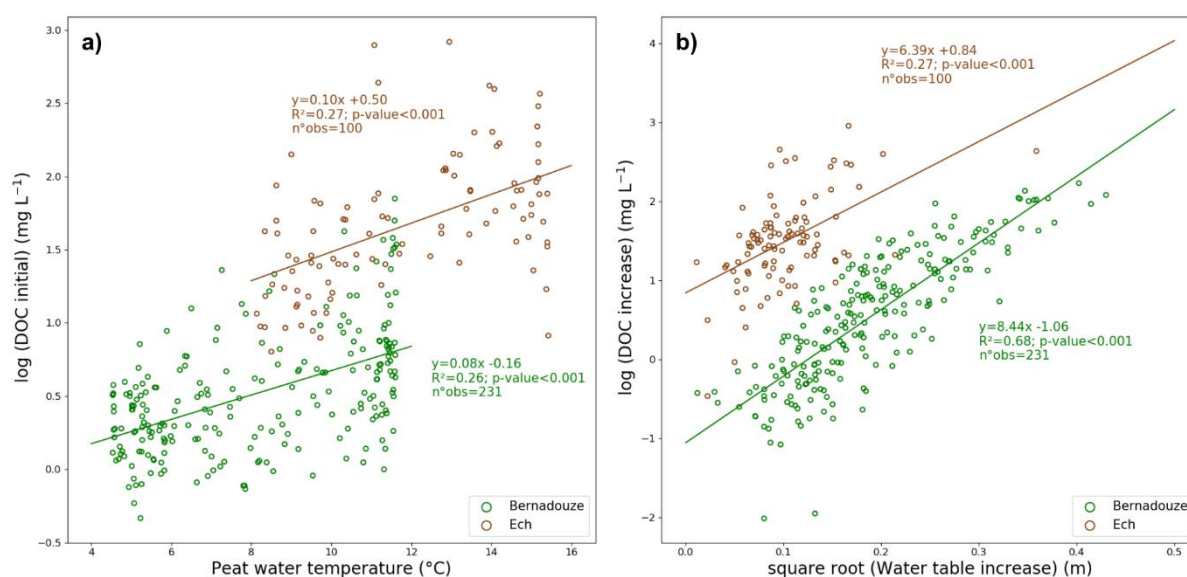 a)
y=0.10x +0.50
R²=0.27; p-value<0.001
n°obs=100
y=0.08x -0.16
R²=0.26; p-value<0.001
n°obs=231
Bernadouze
Ech
log (DOC initial) (mg L⁻¹)
3.0
2.5
2.0
1.5
1.0
0.5
0.0
−0.5
4 6 8 10 12 14 16
Peat water temperature (°C)
b)
y=6.39x +0.84
R²=0.27; p-value<0.001
n°obs=100
y=8.44x -1.06
R²=0.68; p-value<0.001
n°obs=231
Bernadouze
Ech
log (DOC increase) (mg L⁻¹)
4
3
2
1
0
−1
−2
0.0 0.1 0.2 0.3 0.4 0.5
square root (Water table increase) (m)